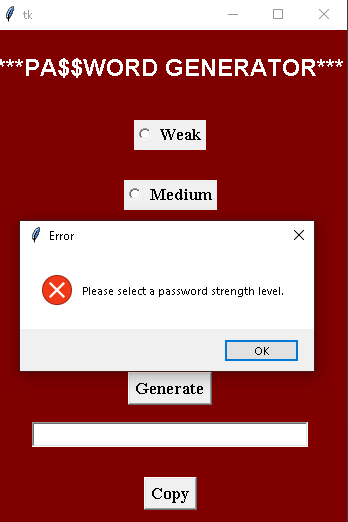 tk
***PA$$WORD GENERATOR***
Weak
Medium
Error
Please select a password strength level.
OK
Generate
Copy